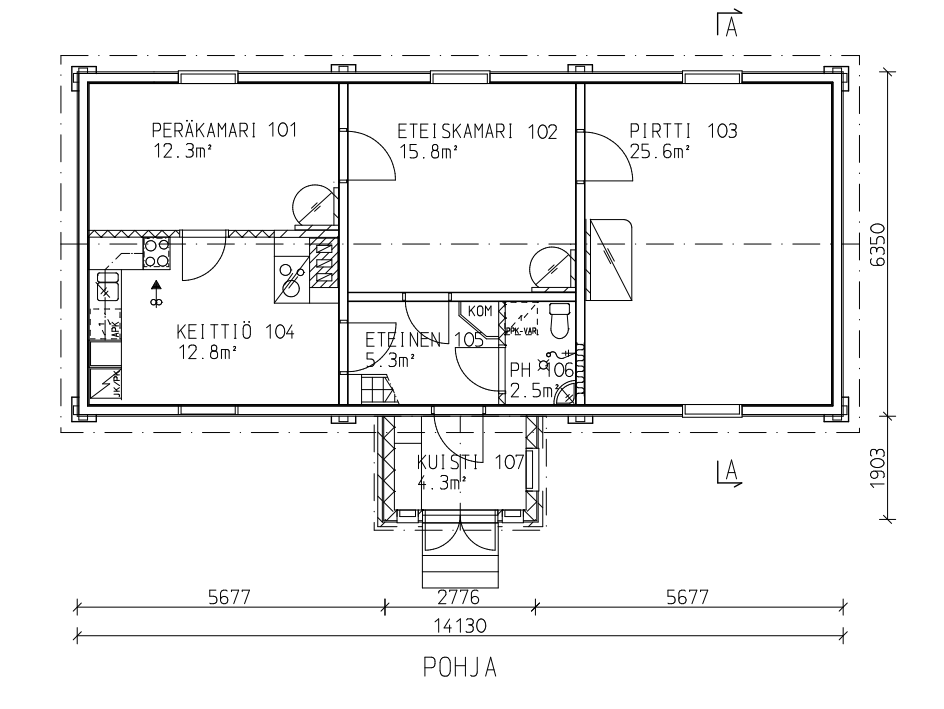 A
PERÄKAMARI 101
12.3m²
ETEISKAMARI 102
15.8m²
PIRTTI 103
25.6m²
6350
KOM
PPK-VAR.
APK
KEITTIÖ 104
12.8m²
ETEINEN 105
5.3m²
PH 106
2.5m²
JK/PK
KUISTI 107
4.3m²
A
1903
5677
2776
5677
14130
POHJA